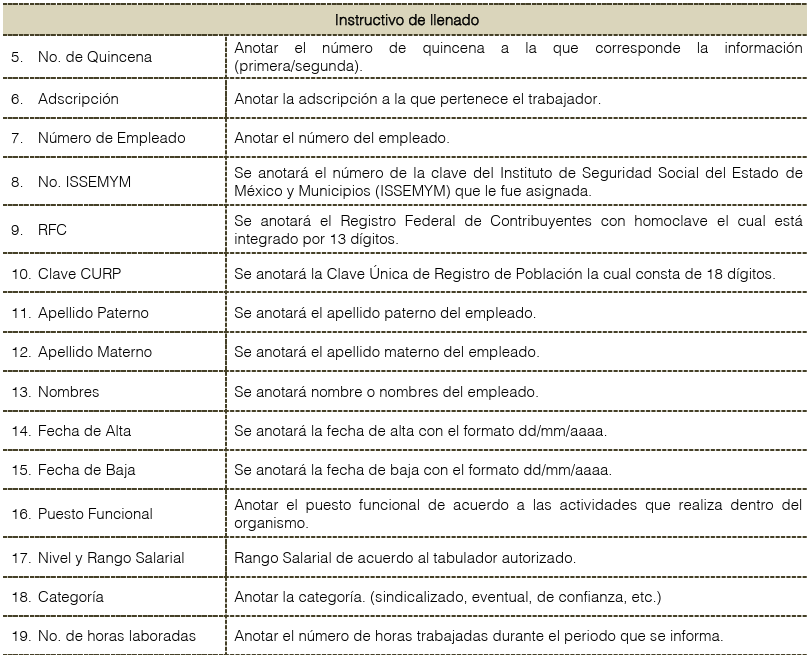 Instructivo de llenado
5. No. de Quincena
Anotar el número de quincena a la que corresponde la información
(primera/segunda).
6. Adscripción
Anotar la adscripción a la que pertenece el trabajador.
7. Número de Empleado
Anotar el número del empleado.
8. No. ISSEMYM
Se anotará el número de la clave del Instituto de Seguridad Social del Estado de
México y Municipios (ISSEMYM) que le fue asignada.
9. RFC
Se anotará el Registro Federal de Contribuyentes con homoclave el cual está
integrado por 13 dígitos.
10. Clave CURP
Se anotará la Clave Única de Registro de Población la cual consta de 18 dígitos.
11. Apellido Paterno
Se anotará el apellido paterno del empleado.
12. Apellido Materno
Se anotará el apellido materno del empleado.
13. Nombres
Se anotará nombre o nombres del empleado.
14. Fecha de Alta
Se anotará la fecha de alta con el formato dd/mm/aaaa.
15. Fecha de Baja
Se anotará la fecha de baja con el formato dd/mm/aaaa.
16. Puesto Funcional
Anotar el puesto funcional de acuerdo a las actividades que realiza dentro del
organismo.
17. Nivel y Rango Salarial
Rango Salarial de acuerdo al tabulador autorizado.
18. Categoría
Anotar la categoría. (sindicalizado, eventual, de confianza, etc.)
19. No. de horas laboradas
Anotar el número de horas trabajadas durante el periodo que se informa.